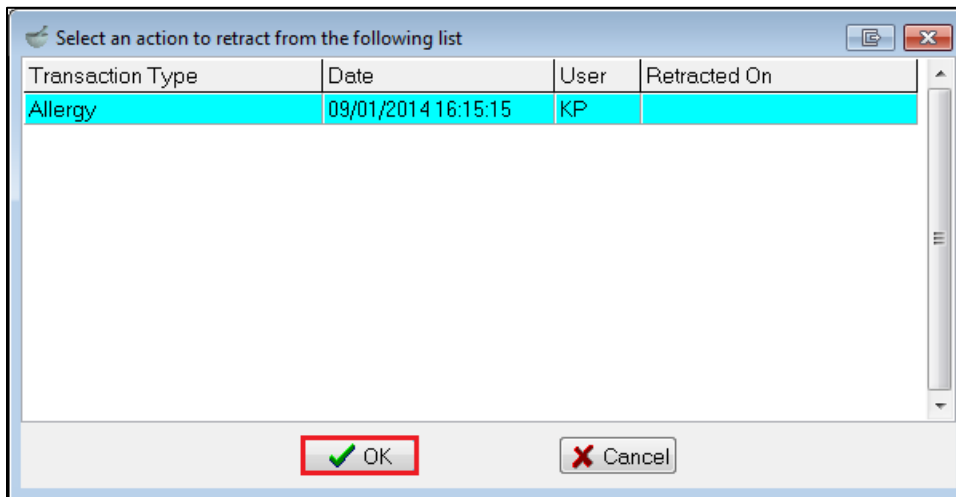 Select an action to retract from the following list
Transaction Type Date User Retracted On
Allergy 09/01/2014 16:15:15 KP
OK Cancel